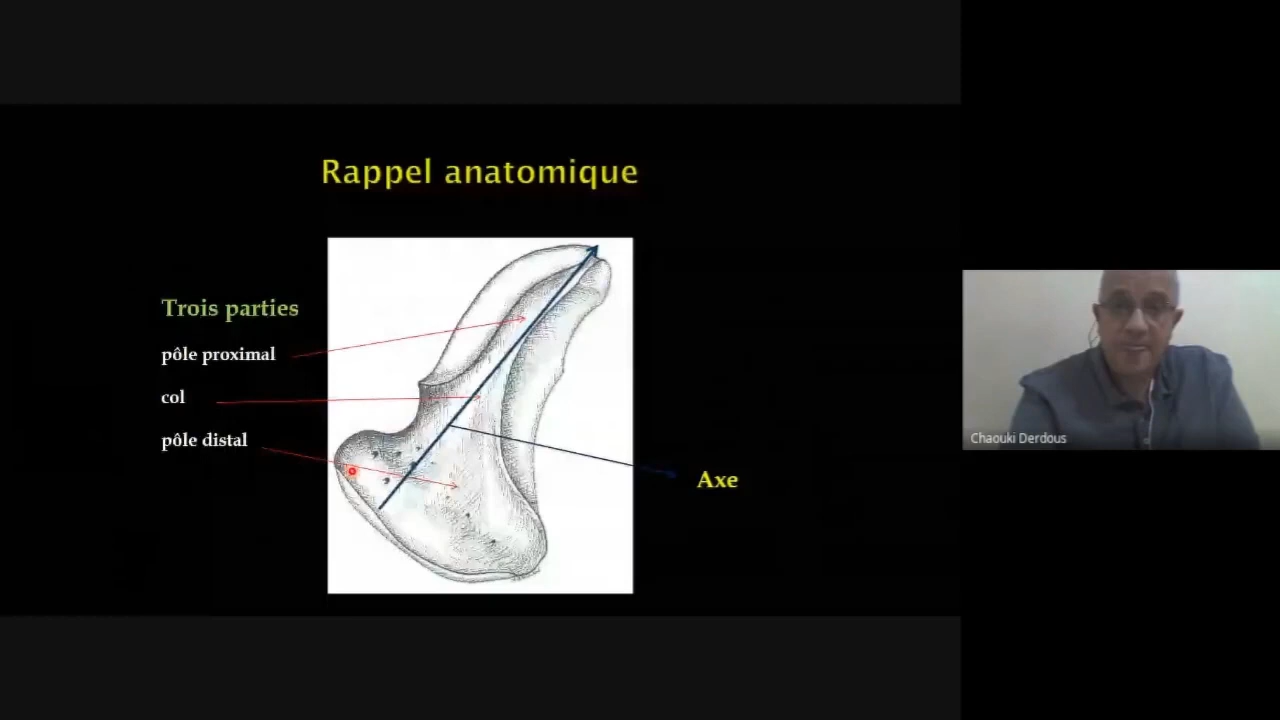 Rappel anatomique
Trois parties
pôle proximal
col
pôle distal
Axe
Chaouki Derdous